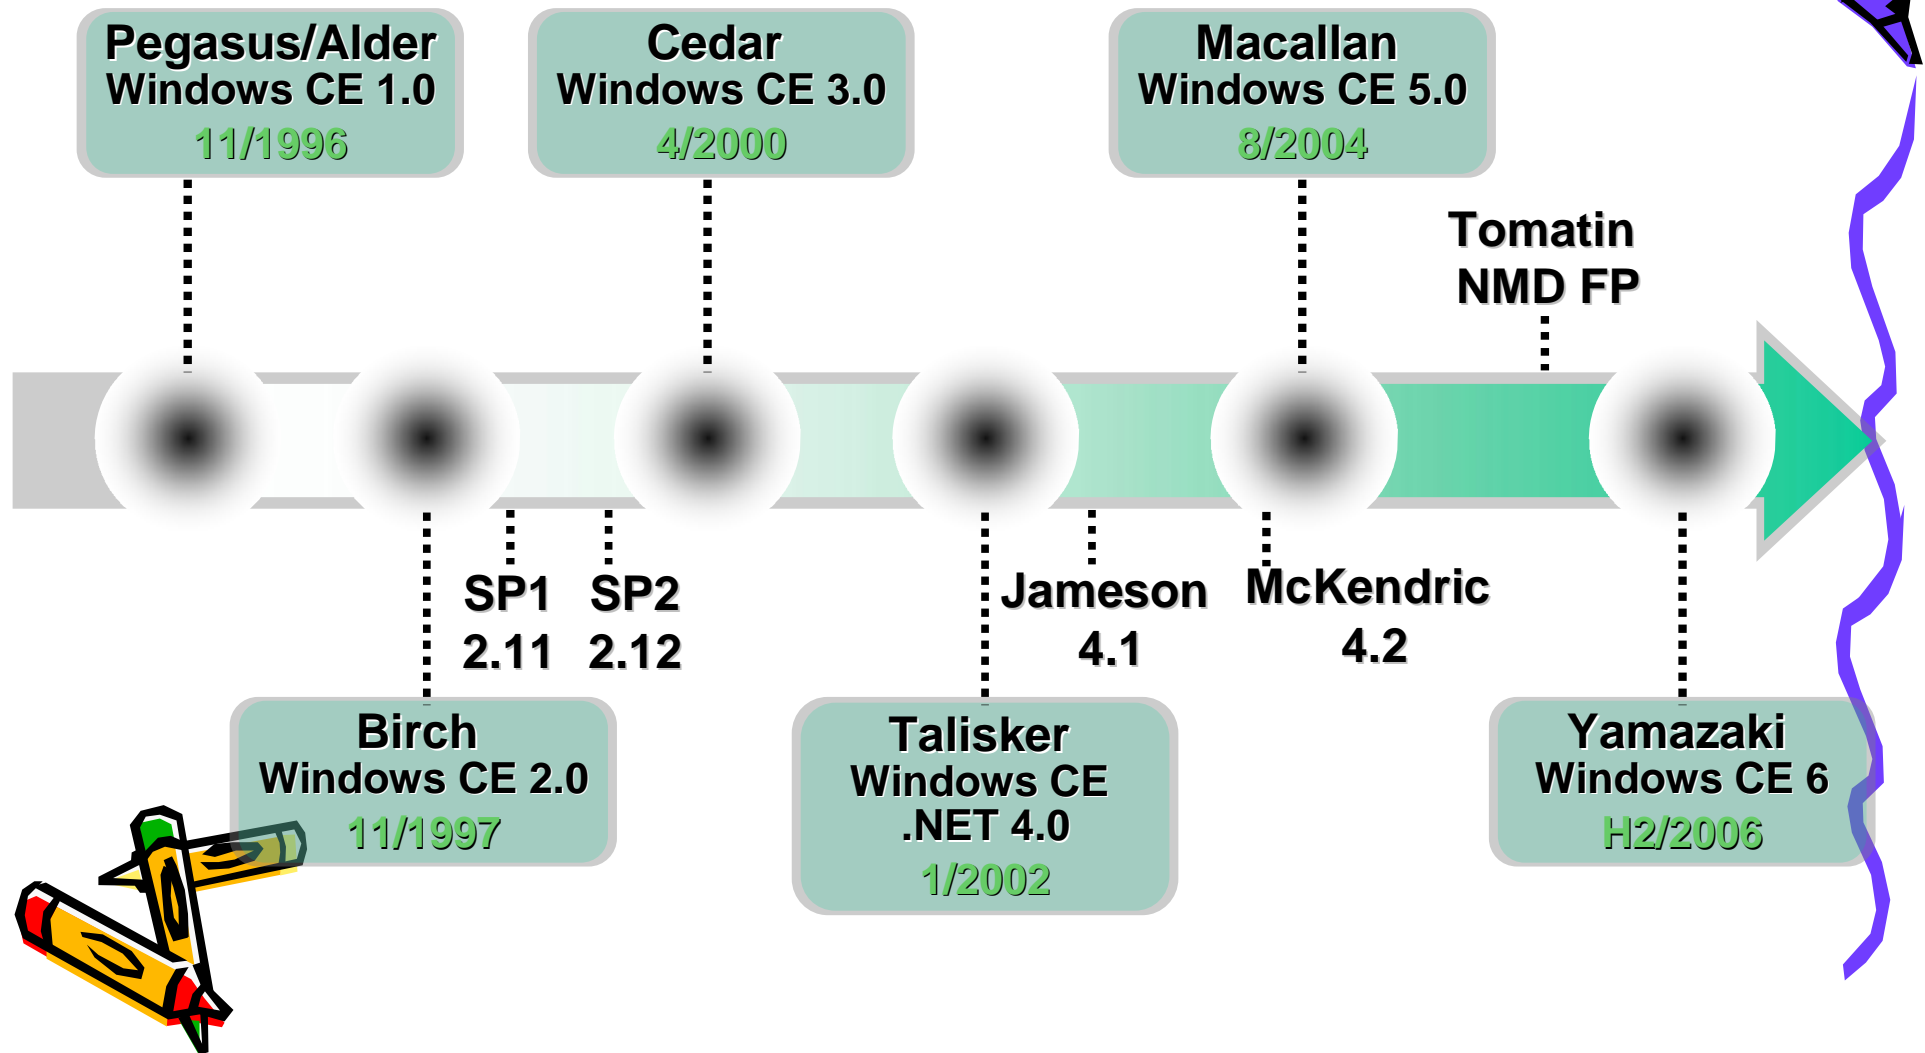 Pegasus/Alder
Windows CE 1.0
11/1996
Cedar
Windows CE 3.0
4/2000
Macallan
Windows CE 5.0
8/2004
Tomatin
NMD FP
SP1
2.11
SP2
2.12
Jameson
4.1
McKendric
4.2
Birch
Windows CE 2.0
11/1997
Talisker
Windows CE
.NET 4.0
1/2002
Yamazaki
Windows CE 6
H2/2006